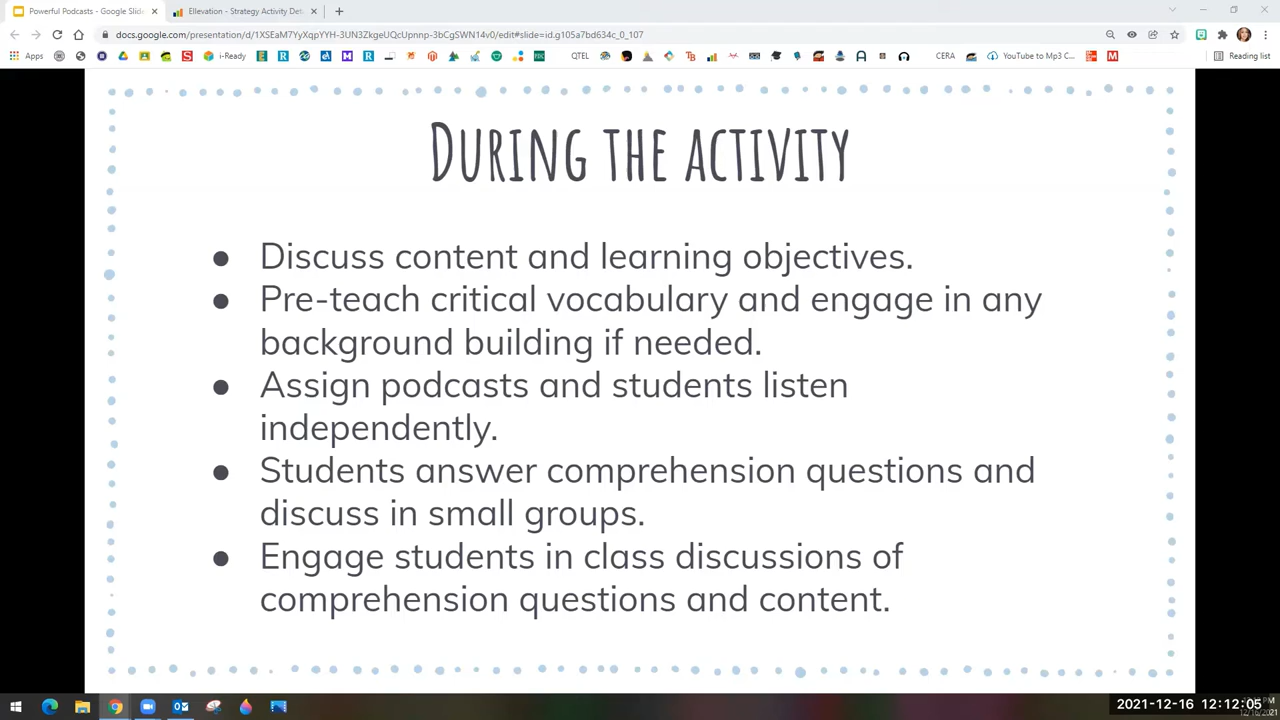 Powerful Podcasts - Google Slid
Ellevation - Strategy Activity Det
docs.google.com/presentation/d/1XSEaM7YyXqpYYH-3UN3ZkgeUQcUpnnp-3bCgSWN14v0/edit#slide=id.g105a7bd634c_0_107
Apps i-Ready QTEL CERA YouTube to Mp3 C... Reading list
DURING THE ACTIVITY
● Discuss content and learning objectives.
● Pre-teach critical vocabulary and engage in any
background building if needed.
● Assign podcasts and students listen
independently.
● Students answer comprehension questions and
discuss in small groups.
● Engage students in class discussions of
comprehension questions and content.
2021-12-16 12:12:05